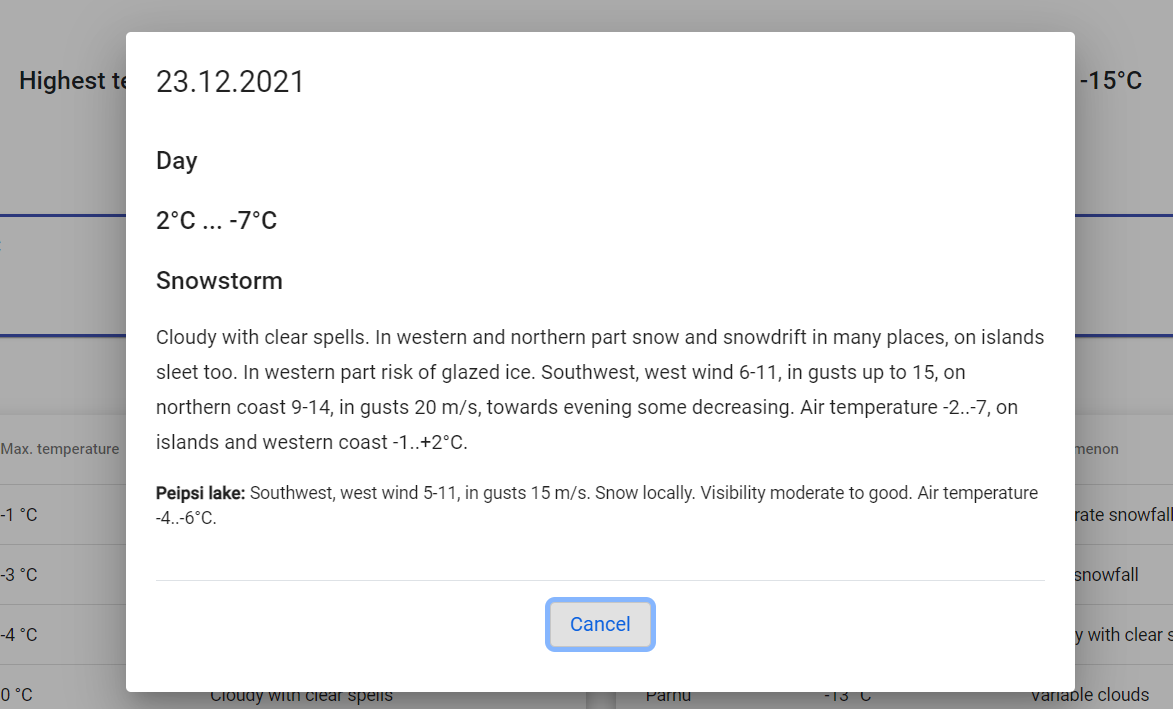 23.12.2021
Highest te
-15°C
Day
2°C ... -7°C
Snowstorm
Cloudy with clear spells. In western and northern part snow and snowdrift in many places, on islands
sleet too. In western part risk of glazed ice. Southwest, west wind 6-11, in gusts up to 15, on
northern coast 9-14, in gusts 20 m/s, towards evening some decreasing. Air temperature -2..-7, on
islands and western coast -1..+2°C.
Peipsi lake: Southwest, west wind 5-11, in gusts 15 m/s. Snow locally. Visibility moderate to good. Air temperature
-4..-6°C.
Cancel
Max. temperature
menon
-1 °C
rate snowfall
-3 °C
snowfall
-4 °C
y with clear s
0 °C
Cloudy with clear spells
Pärnu
-13 °C
Variable clouds